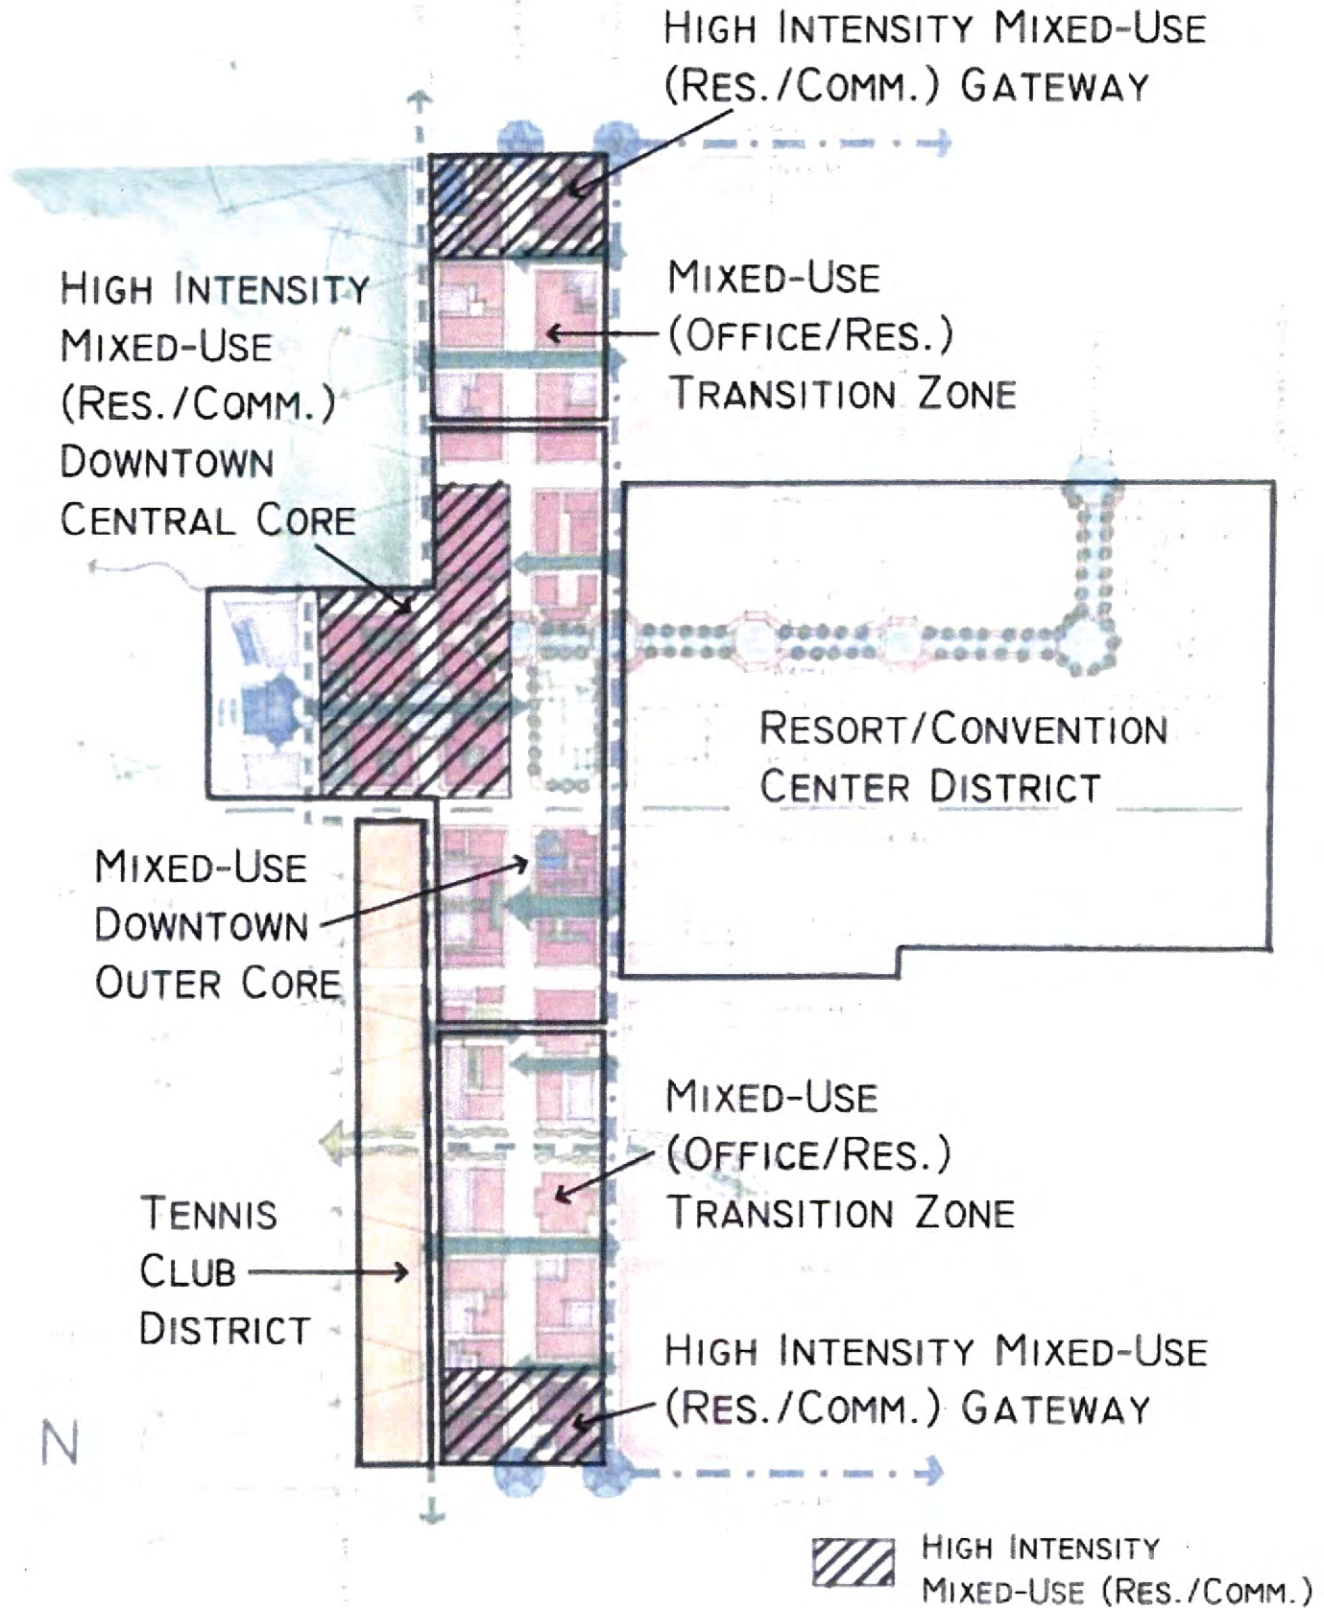 HIGH INTENSITY MIXED-USE
(RES./COMM.) GATEWAY
HIGH INTENSITY
MIXED-USE
(RES./COMM.)
DOWNTOWN
CENTRAL CORE
MIXED-USE
(OFFICE/RES.)
TRANSITION ZONE
RESORT/CONVENTION
CENTER DISTRICT
MIXED-USE
DOWNTOWN
OUTER CORE
MIXED-USE
(OFFICE/RES.)
TRANSITION ZONE
TENNIS
CLUB
DISTRICT
HIGH INTENSITY MIXED-USE
(RES./COMM.) GATEWAY
N
HIGH INTENSITY
MIXED-USE (RES./COMM.)